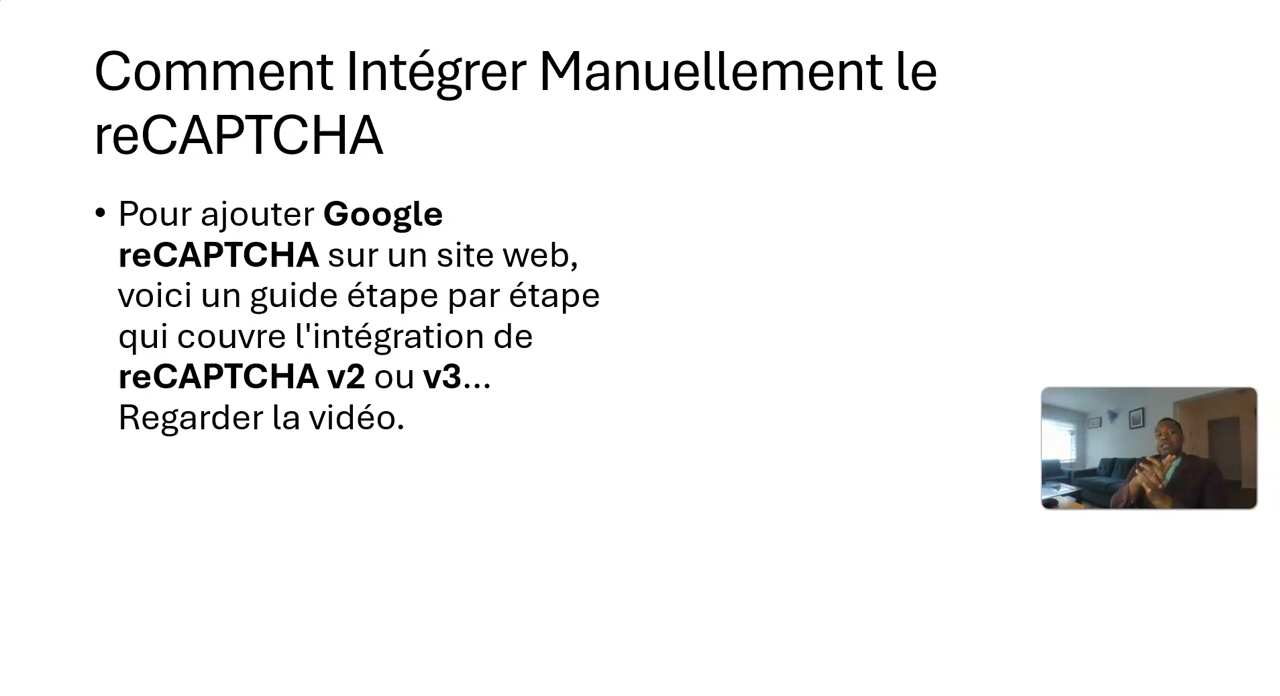 Comment Intégrer Manuellement le
reCAPTCHA
• Pour ajouter Google
reCAPTCHA sur un site web,
voici un guide étape par étape
qui couvre l'intégration de
reCAPTCHA v2 ou v3...
Regarder la vidéo.